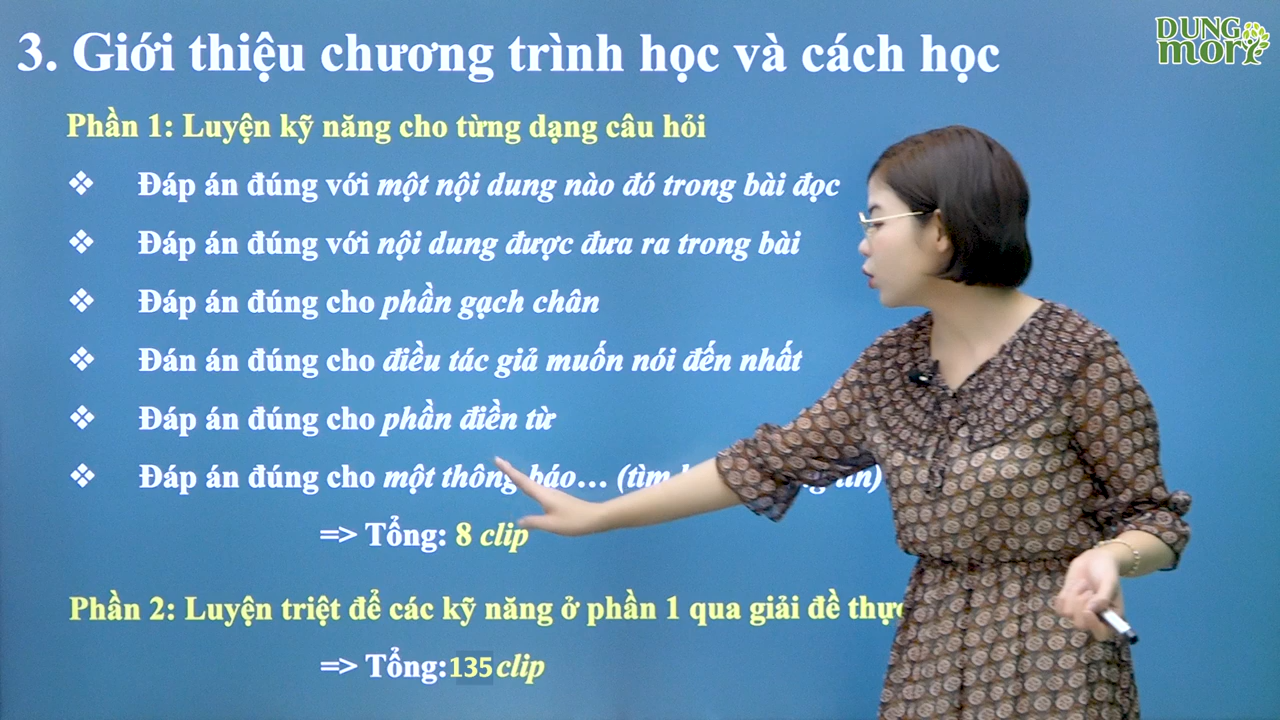 3. Giới thiệu chương trình học và cách học
DUNG
mori
Phần 1: Luyện kỹ năng cho từng dạng câu hỏi
❖ Đáp án đúng với một nội dung nào đó trong bài đọc
❖ Đáp án đúng với nội dung được đưa ra trong bài
❖ Đáp án đúng cho phần gạch chân
❖ Đán án đúng cho điều tác giả muốn nói đến nhất
❖ Đáp án đúng cho phần điền từ
❖ Đáp án đúng cho một thông báo… (tìm
=> Tổng: 8 clip
Phần 2: Luyện triệt để các kỹ năng ở phần 1 qua giải đề
=> Tổng:135 clip